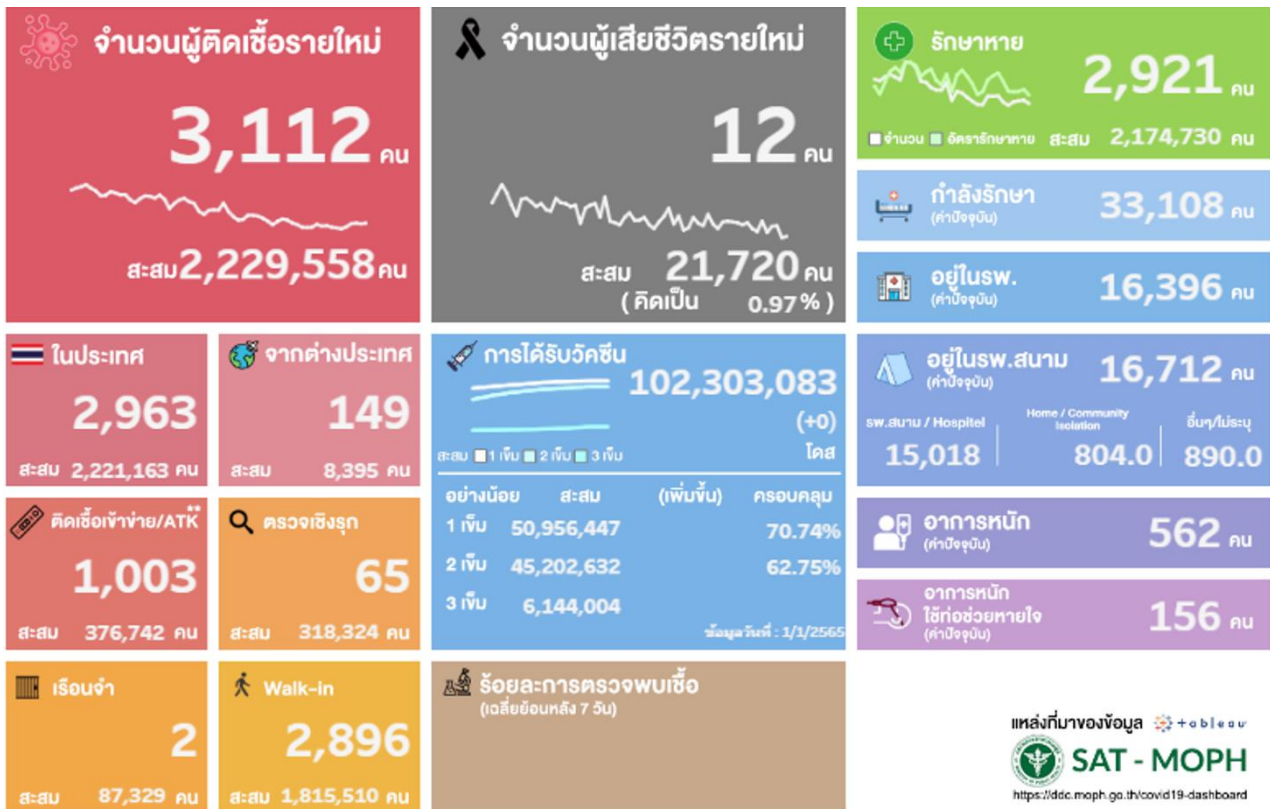 จำนวนผู้ติดเชื้อรายใหม่
3,112 คน
สะสม2,229,558 คน
จำนวนผู้เสียชีวิตรายใหม่
12 คน
สะสม 21,720 คน
( คิดเป็น 0.97% )
รักษาหาย
2,921 คน
จำนวน อัตรารักษาหาย สะสม 2,174,730 คน
กำลังรักษา
(ค่าปัจจุบัน)
33,108 คน
อยู่ในรพ.
(ค่าปัจจุบัน)
16,396 คน
ในประเทศ
2,963
สะสม 2,221,163 คน
จากต่างประเทศ
149
สะสม 8,395 คน
การได้รับวัคซีน
102,303,083
(+0)
โดส
สะสม 1 เข็ม 2 เข็ม 3 เข็ม
อย่างน้อย สะสม (เพิ่มขึ้น) ครอบคลุม
1 เข็ม 50,956,447 70.74%
2 เข็ม 45,202,632 62.75%
3 เข็ม 6,144,004
ข้อมูลวันที่ : 1/1/2565
อยู่ในรพ.สนาม
(ค่าปัจจุบัน)
16,712 คน
รพ.สนาม / Hospitel
15,018
Home / Community
Isolation
804.0
อื่นๆ/ไม่ระบุ
890.0
ติดเชื้อเข้าข่าย/ATK**
1,003
สะสม 376,742 คน
ตรวจเชิงรุก
65
สะสม 318,324 คน
อาการหนัก
(ค่าปัจจุบัน)
562 คน
อาการหนัก
ใช้ท่อช่วยหายใจ
(ค่าปัจจุบัน)
156 คน
เรือนจำ
2
สะสม 87,329 คน
Walk-in
2,896
สะสม 1,815,510 คน
ร้อยละการตรวจพบเชื้อ
(เฉลี่ยย้อนหลัง 7 วัน)
แหล่งที่มาของข้อมูล +ableau
SAT - MOPH
https://ddc.moph.go.th/covid19-dashboard